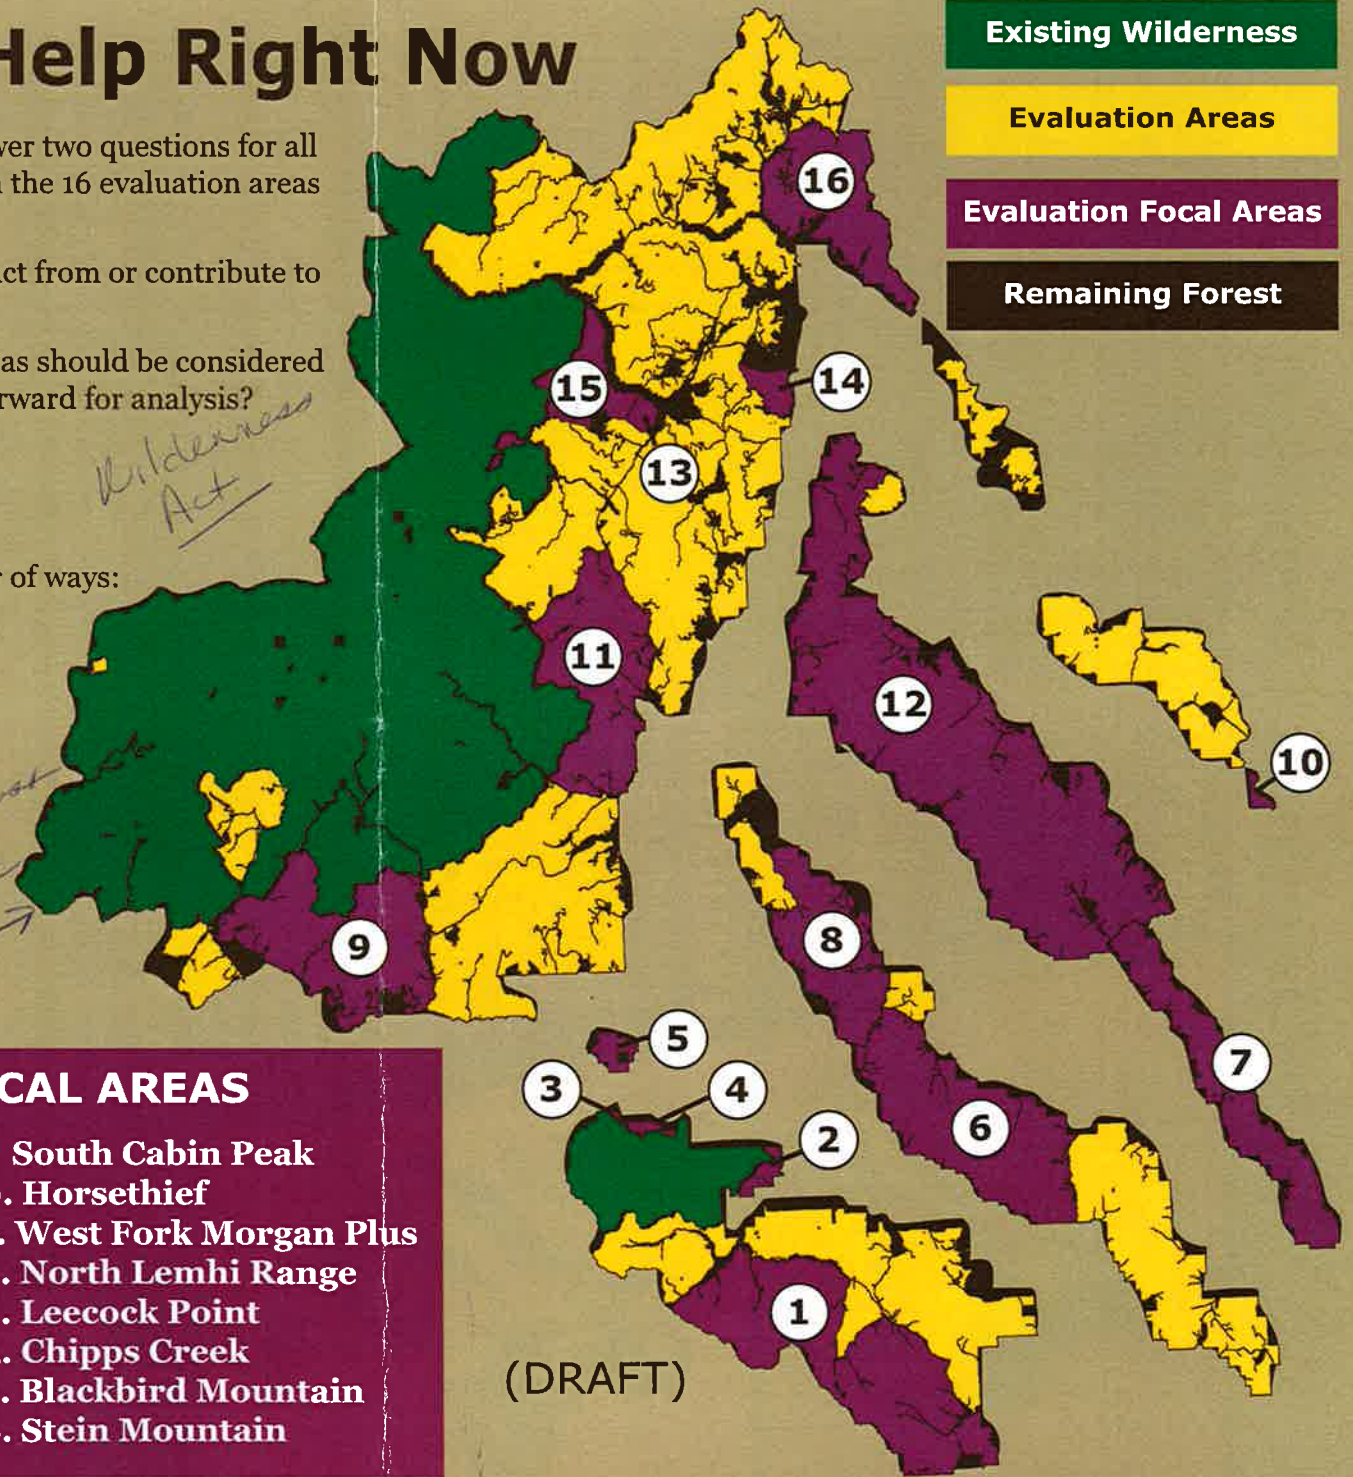 Help Right Now
ver two questions for all
n the 16 evaluation areas
act from or contribute to
as should be considered
rward for analysis?
Wilderness
Act
r of ways:
Existing Wilderness
Evaluation Areas
Evaluation Focal Areas
Remaining Forest
16
15
14
13
11
12
10
9
8
5
3
4
7
2
6
1
(DRAFT)
CAL AREAS
South Cabin Peak
. Horsethief
. West Fork Morgan Plus
. North Lemhi Range
. Leecock Point
. Chipps Creek
. Blackbird Mountain
. Stein Mountain